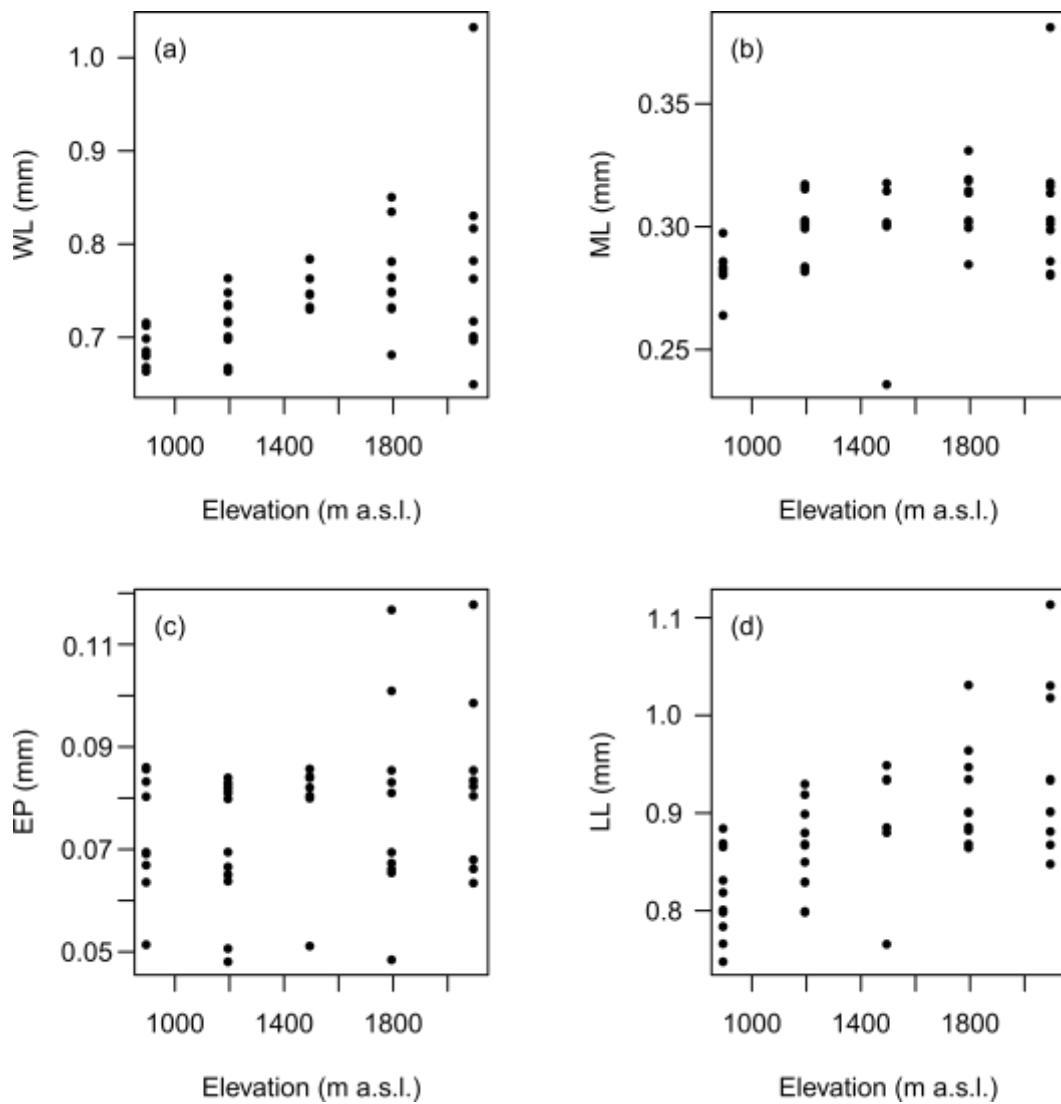 (a)
WL (mm)
1.0
0.9
0.8
0.7
1000 1400 1800
Elevation (m a.s.l.)
(b)
ML (mm)
0.35
0.30
0.25
1000 1400 1800
Elevation (m a.s.l.)
(c)
EP (mm)
0.11
0.09
0.07
0.05
1000 1400 1800
Elevation (m a.s.l.)
(d)
LL (mm)
1.1
1.0
0.9
0.8
1000 1400 1800
Elevation (m a.s.l.)